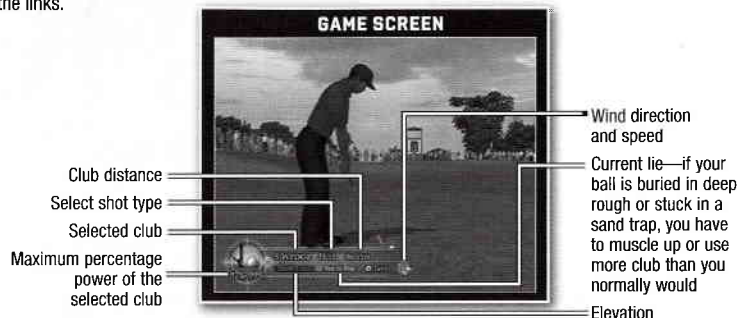 the links.
GAME SCREEN
Wind direction
and speed
Club distance
Current lie—if your
ball is buried in deep
rough or stuck in a
sand trap, you have
to muscle up or use
more club than you
normally would
Select shot type
Selected club
Maximum percentage
power of the
selected club
Elevation